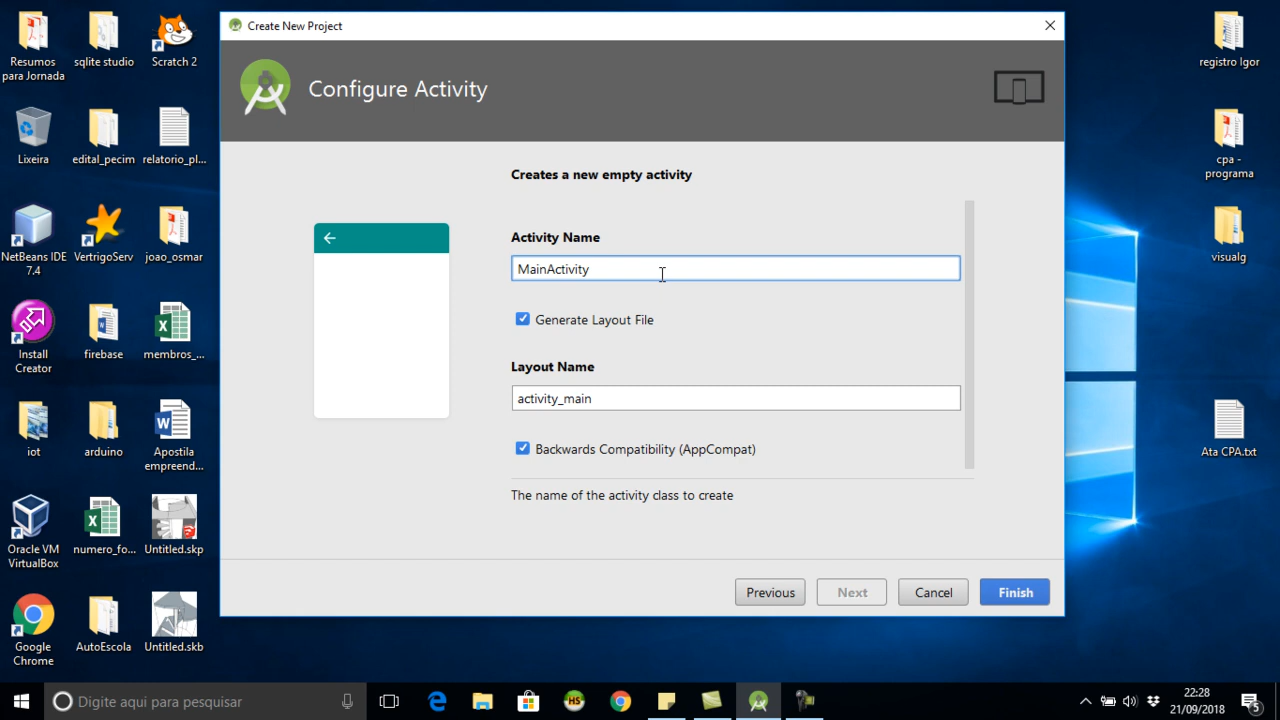 Resumos
para Jornada
sqlite studio
Scratch 2
Lixeira
edital_pecim
relatorio_pl...
NetBeans IDE
7.4
VertrigoServ
joao_osmar
Install
Creator
firebase
membros_...
iot
arduino
Apostila
empreend...
Oracle VM
VirtualBox
numero_fo...
Untitled.skp
Google
Chrome
AutoEscola
Untitled.skb
Create New Project
Configure Activity
Creates a new empty activity
Activity Name
MainActivity
Generate Layout File
Layout Name
activity_main
Backwards Compatibility (AppCompat)
The name of the activity class to create
Previous
Next
Cancel
Finish
registro Igor
cpa -
programa
visualg
Ata CPA.txt
Digite aqui para pesquisar
HS
22:28
21/09/2018
5